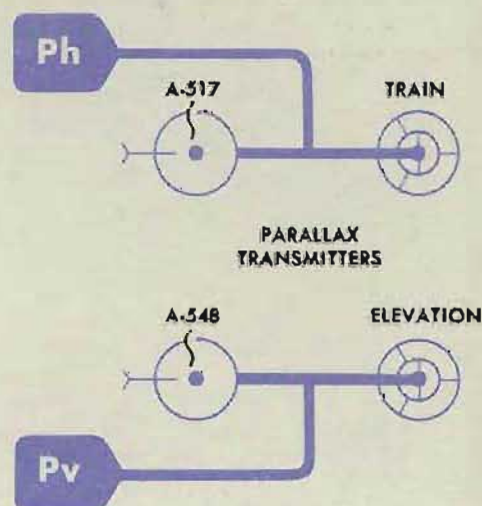 Ph
A-517
TRAIN
PARALLAX
TRANSMITTERS
A-548
ELEVATION
Pv